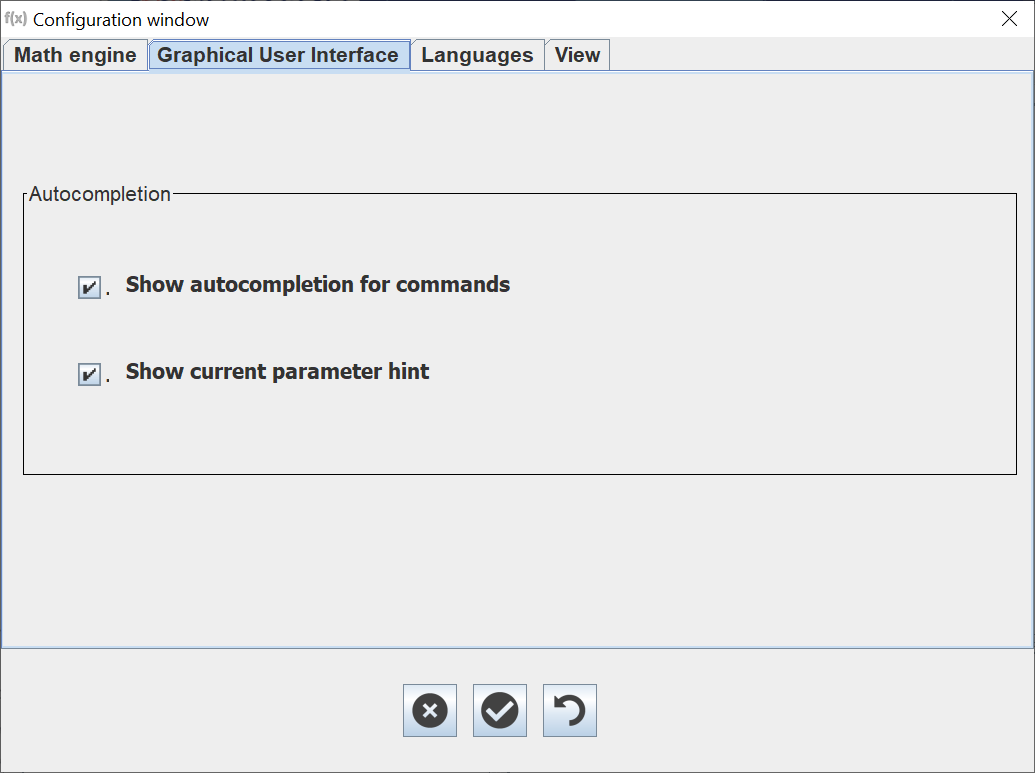 f(x) Configuration window
Math engine Graphical User Interface Languages View
Autocompletion
. Show autocompletion for commands
. Show current parameter hint